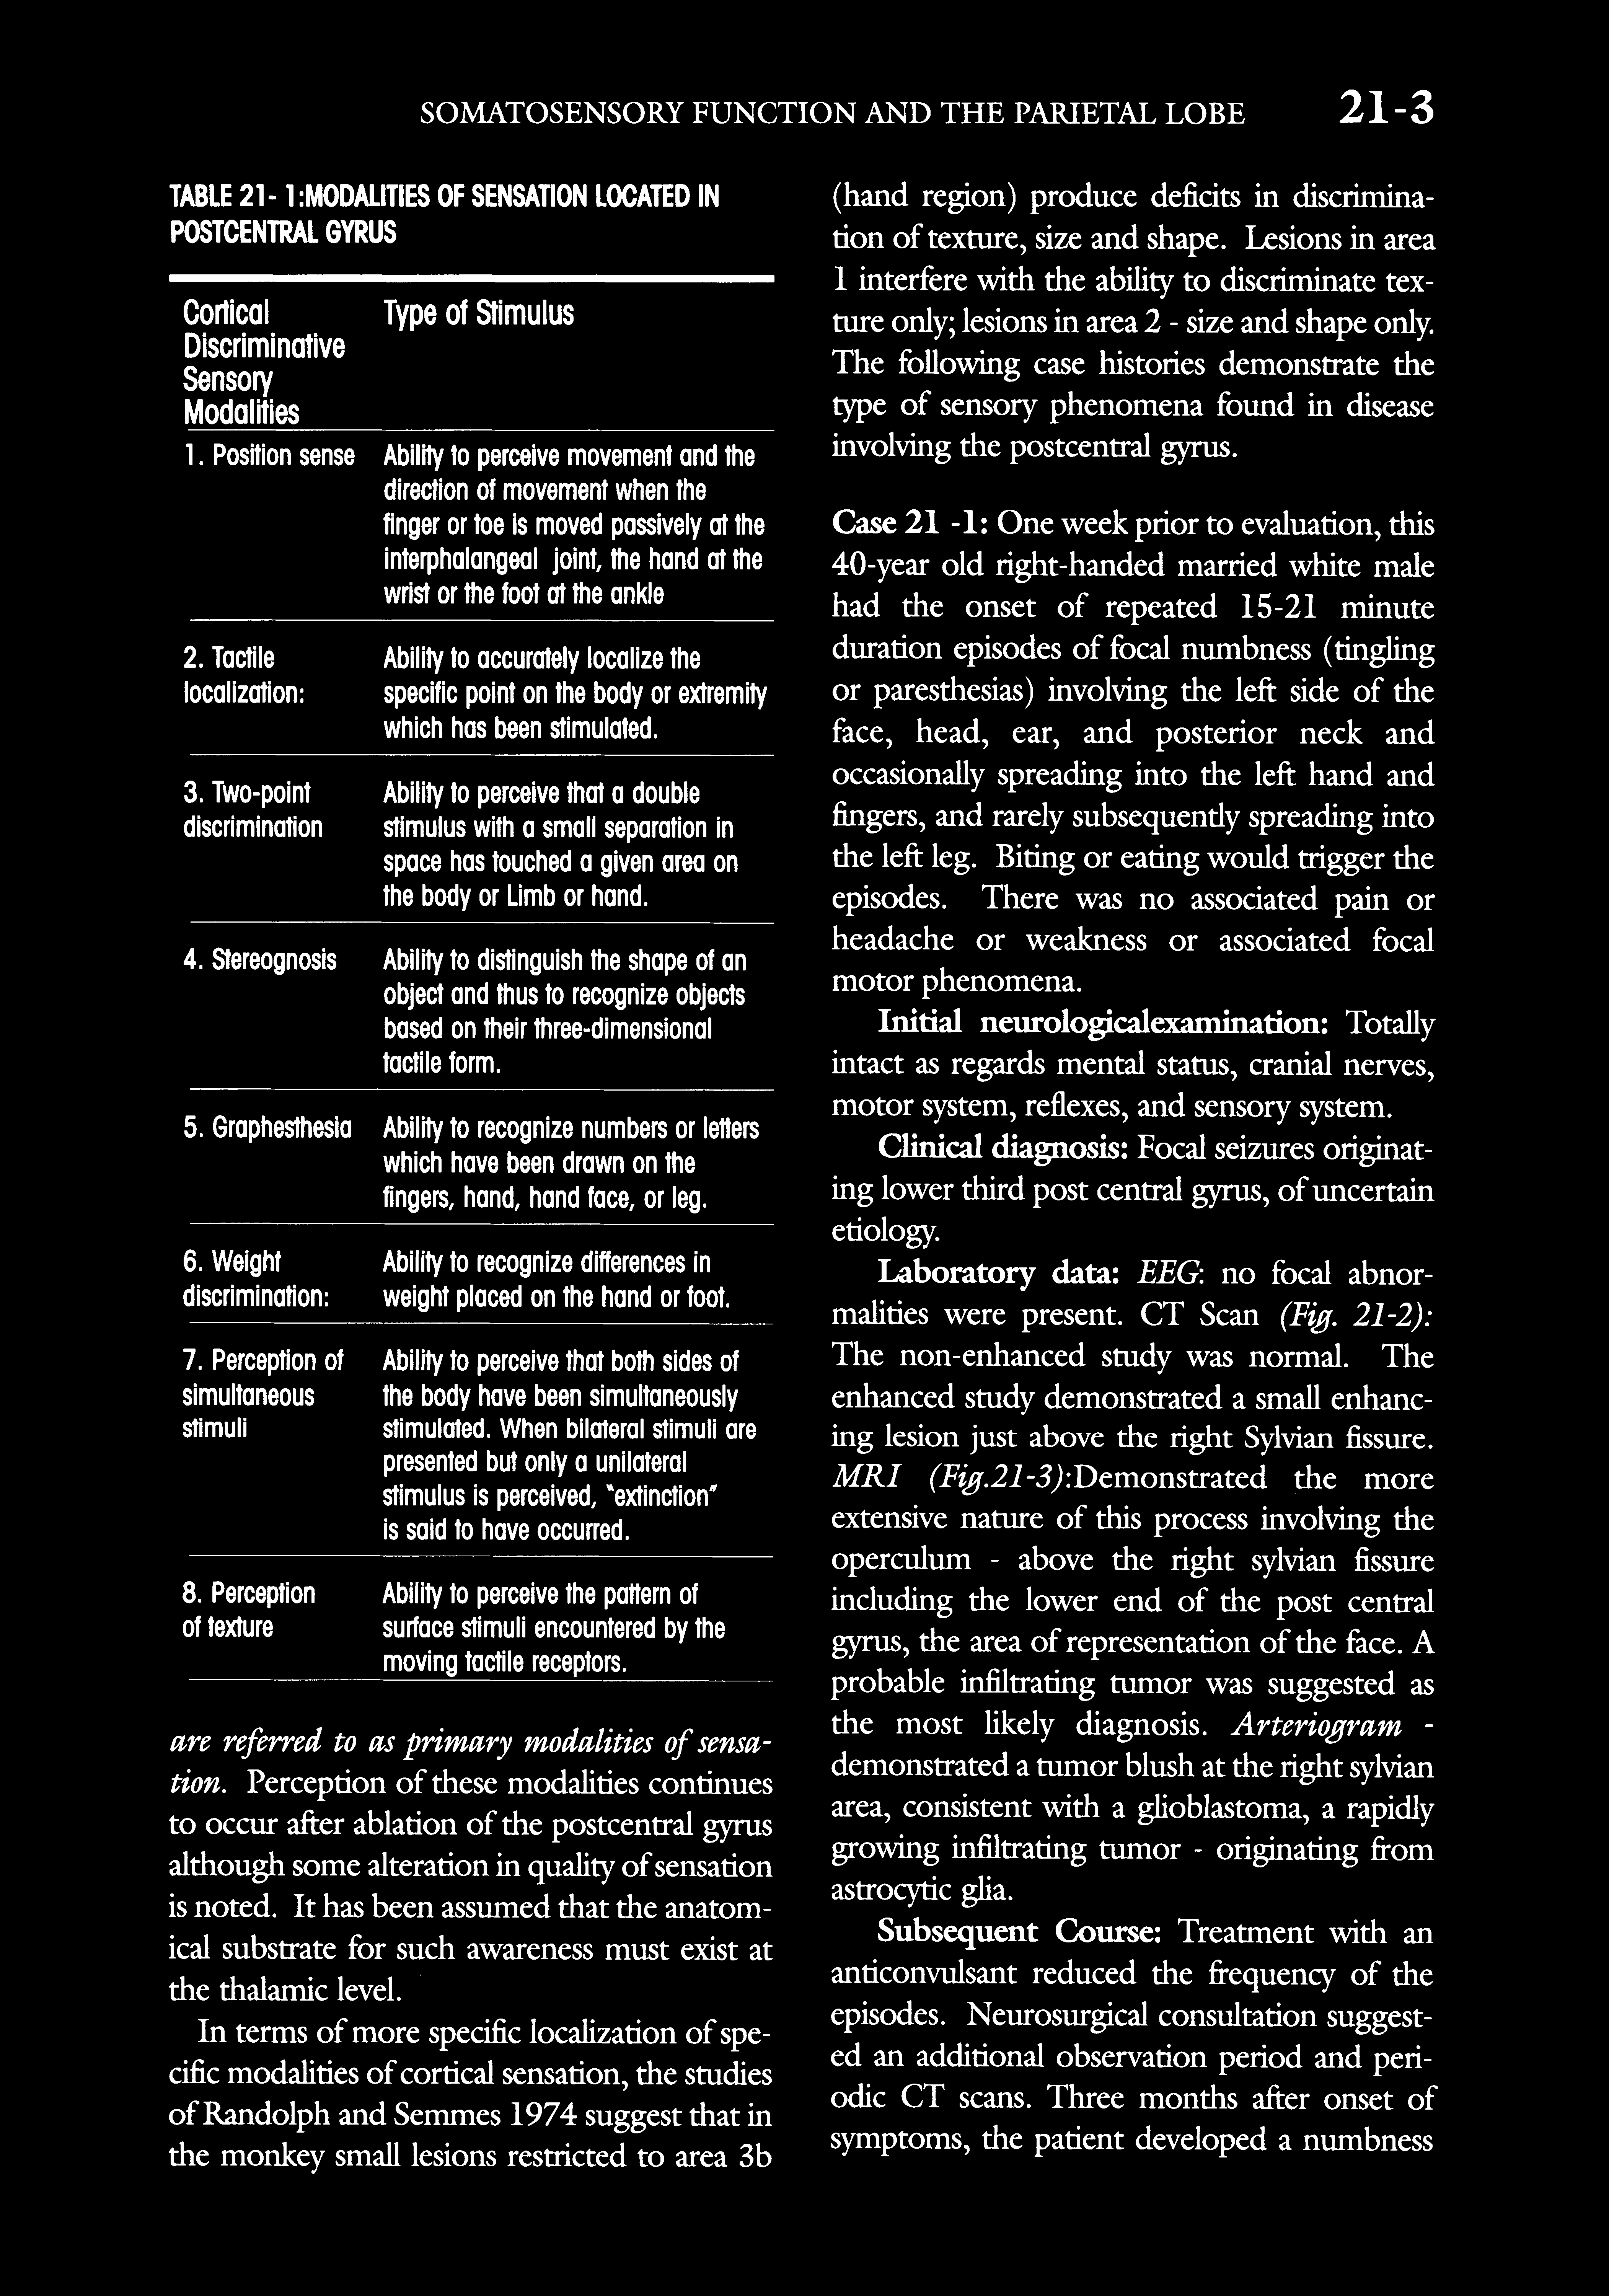 SOMATOSENSORY FUNCTION AND THE PARIETAL LOBE 21-3
TABLE 21- 1:MODALITIES OF SENSATION LOCATED IN
POSTCENTRAL GYRUS
Cortical Type of Stimulus
Discriminative
Sensory
Modalities
1. Position sense Ability to perceive movement and the
direction of movement when the
finger or toe is moved passively at the
interphalangeal joint, the hand at the
wrist or the foot at the ankle
2. Tactile Ability to accurately localize the
localization: specific point on the body or extremity
which has been stimulated.
3. Two-point Ability to perceive that a double
discrimination stimulus with a small separation in
space has touched a given area on
the body or Limb or hand.
4. Stereognosis Ability to distinguish the shape of an
object and thus to recognize objects
based on their three-dimensional
tactile form.
5. Graphesthesia Ability to recognize numbers or letters
which have been drawn on the
fingers, hand, hand face, or leg.
6. Weight Ability to recognize differences in
discrimination: weight placed on the hand or foot.
7. Perception of Ability to perceive that both sides of
simultaneous the body have been simultaneously
stimuli stimulated. When bilateral stimuli are
presented but only a unilateral
stimulus is perceived, "extinction"
is said to have occurred.
8. Perception Ability to perceive the pattern of
of texture surface stimuli encountered by the
moving tactile receptors.
are referred to as primary modalities of sensa-
tion. Perception of these modalities continues
to occur after ablation of the postcentral gyrus
although some alteration in quality of sensation
is noted. It has been assumed that the anatom-
ical substrate for such awareness must exist at
the thalamic level.
In terms of more specific localization of spe-
cific modalities of cortical sensation, the studies
of Randolph and Semmes 1974 suggest that in
the monkey small lesions restricted to area 3b
(hand region) produce deficits in discrimina-
tion of texture, size and shape. Lesions in area
1 interfere with the ability to discriminate tex-
ture only; lesions in area 2 - size and shape only.
The following case histories demonstrate the
type of sensory phenomena found in disease
involving the postcentral gyrus.
Case 21 -1: One week prior to evaluation, this
40-year old right-handed married white male
had the onset of repeated 15-21 minute
duration episodes of focal numbness (tingling
or paresthesias) involving the left side of the
face, head, ear, and posterior neck and
occasionally spreading into the left hand and
fingers, and rarely subsequently spreading into
the left leg. Biting or eating would trigger the
episodes. There was no associated pain or
headache or weakness or associated focal
motor phenomena.
Initial neurologicalexamination: Totally
intact as regards mental status, cranial nerves,
motor system, reflexes, and sensory system.
Clinical diagnosis: Focal seizures originat-
ing lower third post central gyrus, of uncertain
etiology.
Laboratory data: EEG: no focal abnor-
malities were present. CT Scan (Fig. 21-2):
The non-enhanced study was normal. The
enhanced study demonstrated a small enhanc-
ing lesion just above the right Sylvian fissure.
MRI (Fig.21-3):Demonstrated the more
extensive nature of this process involving the
operculum - above the right sylvian fissure
including the lower end of the post central
gyrus, the area of representation of the face. A
probable infiltrating tumor was suggested as
the most likely diagnosis. Arteriogram -
demonstrated a tumor blush at the right sylvian
area, consistent with a glioblastoma, a rapidly
growing infiltrating tumor - originating from
astrocytic glia.
Subsequent Course: Treatment with an
anticonvulsant reduced the frequency of the
episodes. Neurosurgical consultation suggest-
ed an additional observation period and peri-
odic CT scans. Three months after onset of
symptoms, the patient developed a numbness